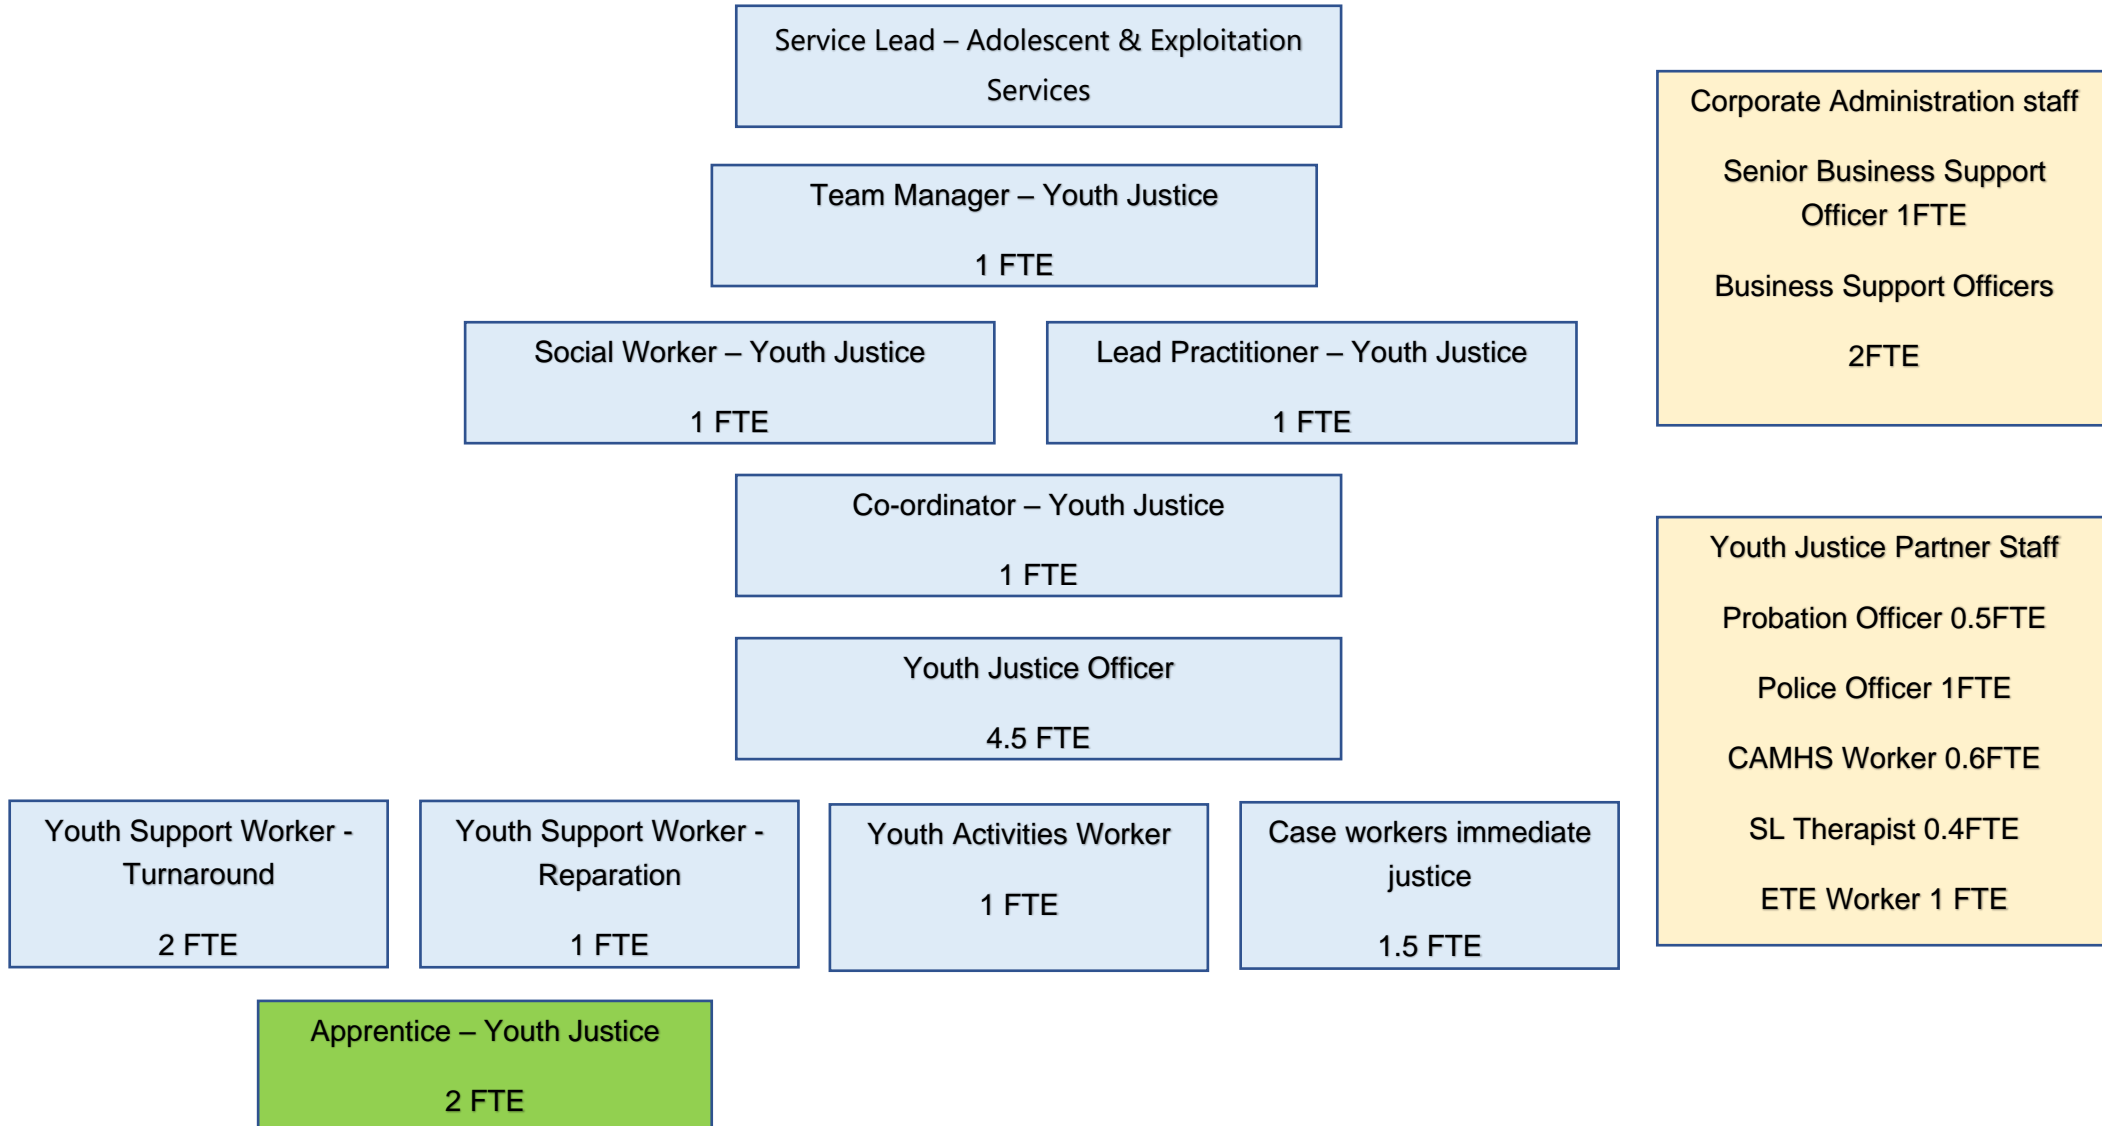 Service Lead – Adolescent & Exploitation
Services
Team Manager – Youth Justice
1 FTE
Social Worker – Youth Justice
1 FTE
Lead Practitioner – Youth Justice
1 FTE
Co-ordinator – Youth Justice
1 FTE
Youth Justice Officer
4.5 FTE
Youth Support Worker -
Turnaround
2 FTE
Youth Support Worker -
Reparation
1 FTE
Youth Activities Worker
1 FTE
Case workers immediate
justice
1.5 FTE
Apprentice – Youth Justice
2 FTE
Corporate Administration staff
Senior Business Support
Officer 1FTE
Business Support Officers
2FTE
Youth Justice Partner Staff
Probation Officer 0.5FTE
Police Officer 1FTE
CAMHS Worker 0.6FTE
SL Therapist 0.4FTE
ETE Worker 1 FTE